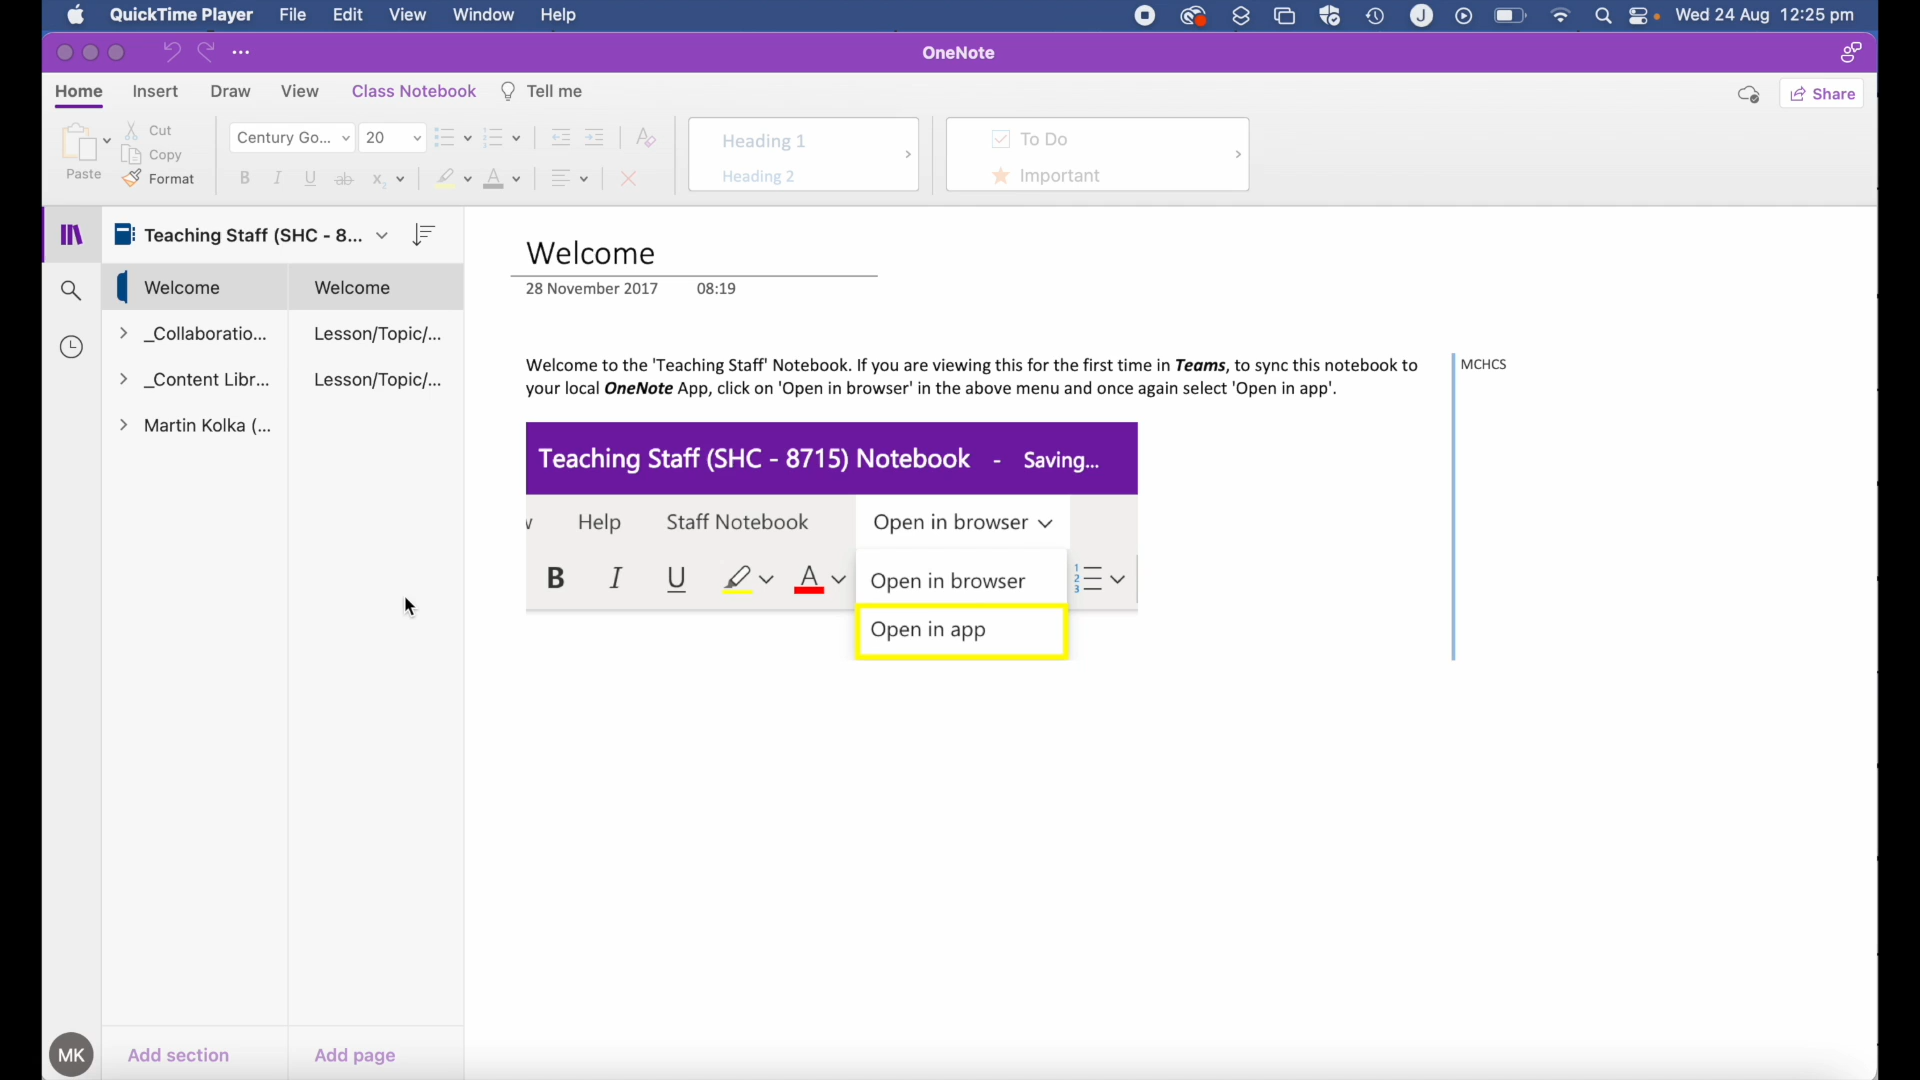 QuickTime Player File Edit View Window Help J Wed 24 Aug 12:25 pm
OneNote
Home Insert Draw View Class Notebook Tell me Share
Paste Cut Copy Format
Century Go... 20
B I U ab x₂ A
Heading 1
Heading 2
To Do
Important
Teaching Staff (SHC - 8...
Welcome
_Collaboratio...
_Content Libr...
Martin Kolka (...
Welcome
Lesson/Topic/...
Lesson/Topic/...
Welcome
28 November 2017 08:19
Welcome to the 'Teaching Staff' Notebook. If you are viewing this for the first time in Teams, to sync this notebook to
your local OneNote App, click on 'Open in browser' in the above menu and once again select 'Open in app'.
MCHCS
Teaching Staff (SHC - 8715) Notebook - Saving...
w Help Staff Notebook Open in browser
B I U A Open in browser 1 2 3
Open in app
MK Add section Add page